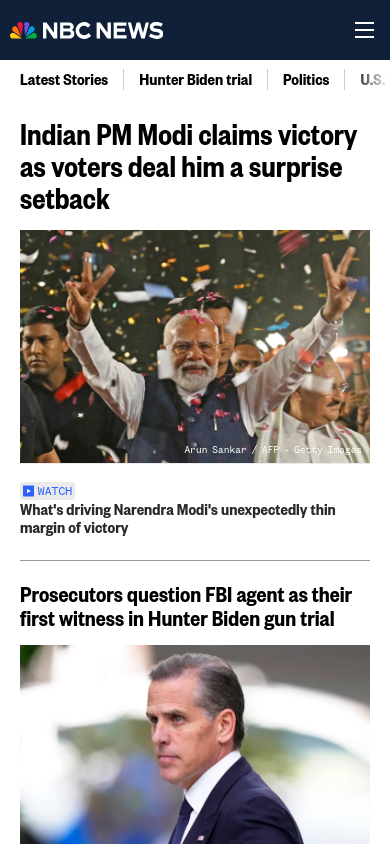 NBC NEWS
Latest Stories
Hunter Biden trial
Politics
U.S.
Indian PM Modi claims victory
as voters deal him a surprise
setback
Arun Sankar / AFP - Getty Images
WATCH
What's driving Narendra Modi's unexpectedly thin
margin of victory
Prosecutors question FBI agent as their
first witness in Hunter Biden gun trial